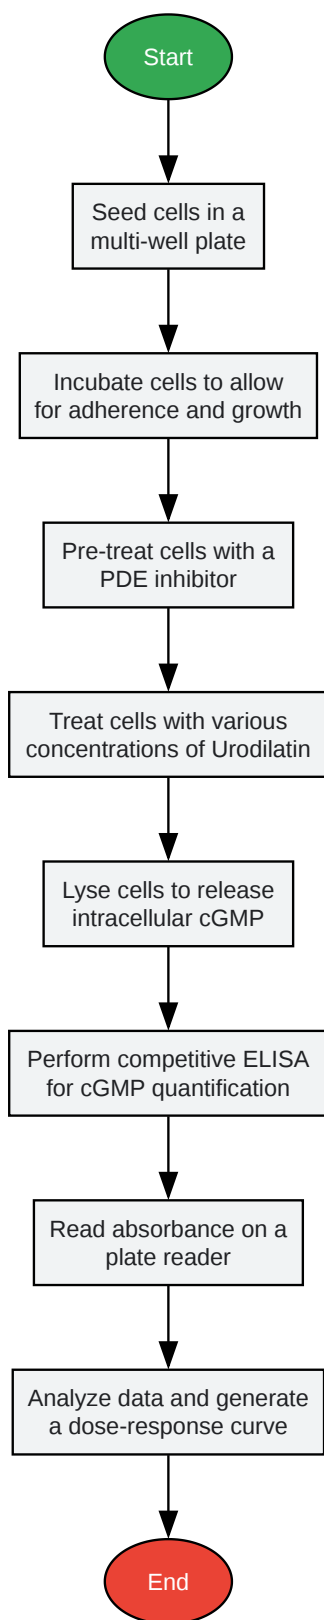 Start
Seed cells in a
multi-well plate
Incubate cells to allow
for adherence and growth
Pre-treat cells with a
PDE inhibitor
Treat cells with various
concentrations of Urodilatin
Lyse cells to release
intracellular cGMP
Perform competitive ELISA
for cGMP quantification
Read absorbance on a
plate reader
Analyze data and generate
a dose-response curve
End